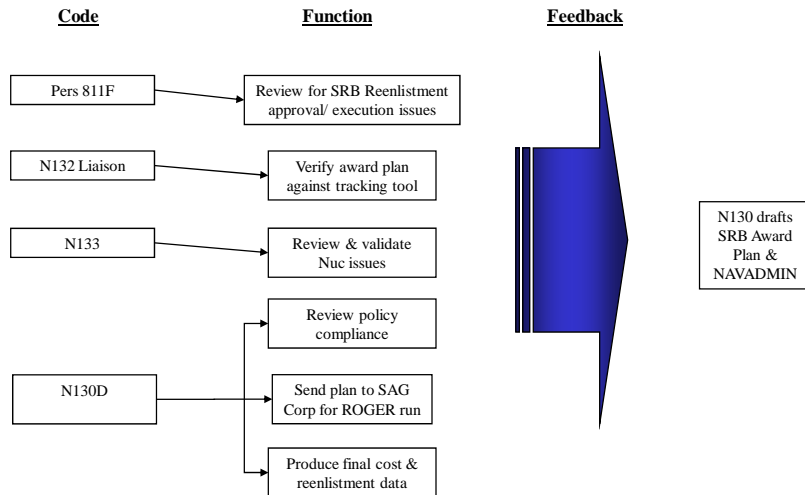 Code
Function
Feedback
Pers 811F
Review for SRB Reenlistment
approval/ execution issues
N132 Liaison
Verify award plan
against tracking tool
N133
Review & validate
Nuc issues
N130D
Review policy
compliance
Send plan to SAG
Corp for ROGER run
Produce final cost &
reenlistment data
N130 drafts
SRB Award
Plan &
NAVADMIN